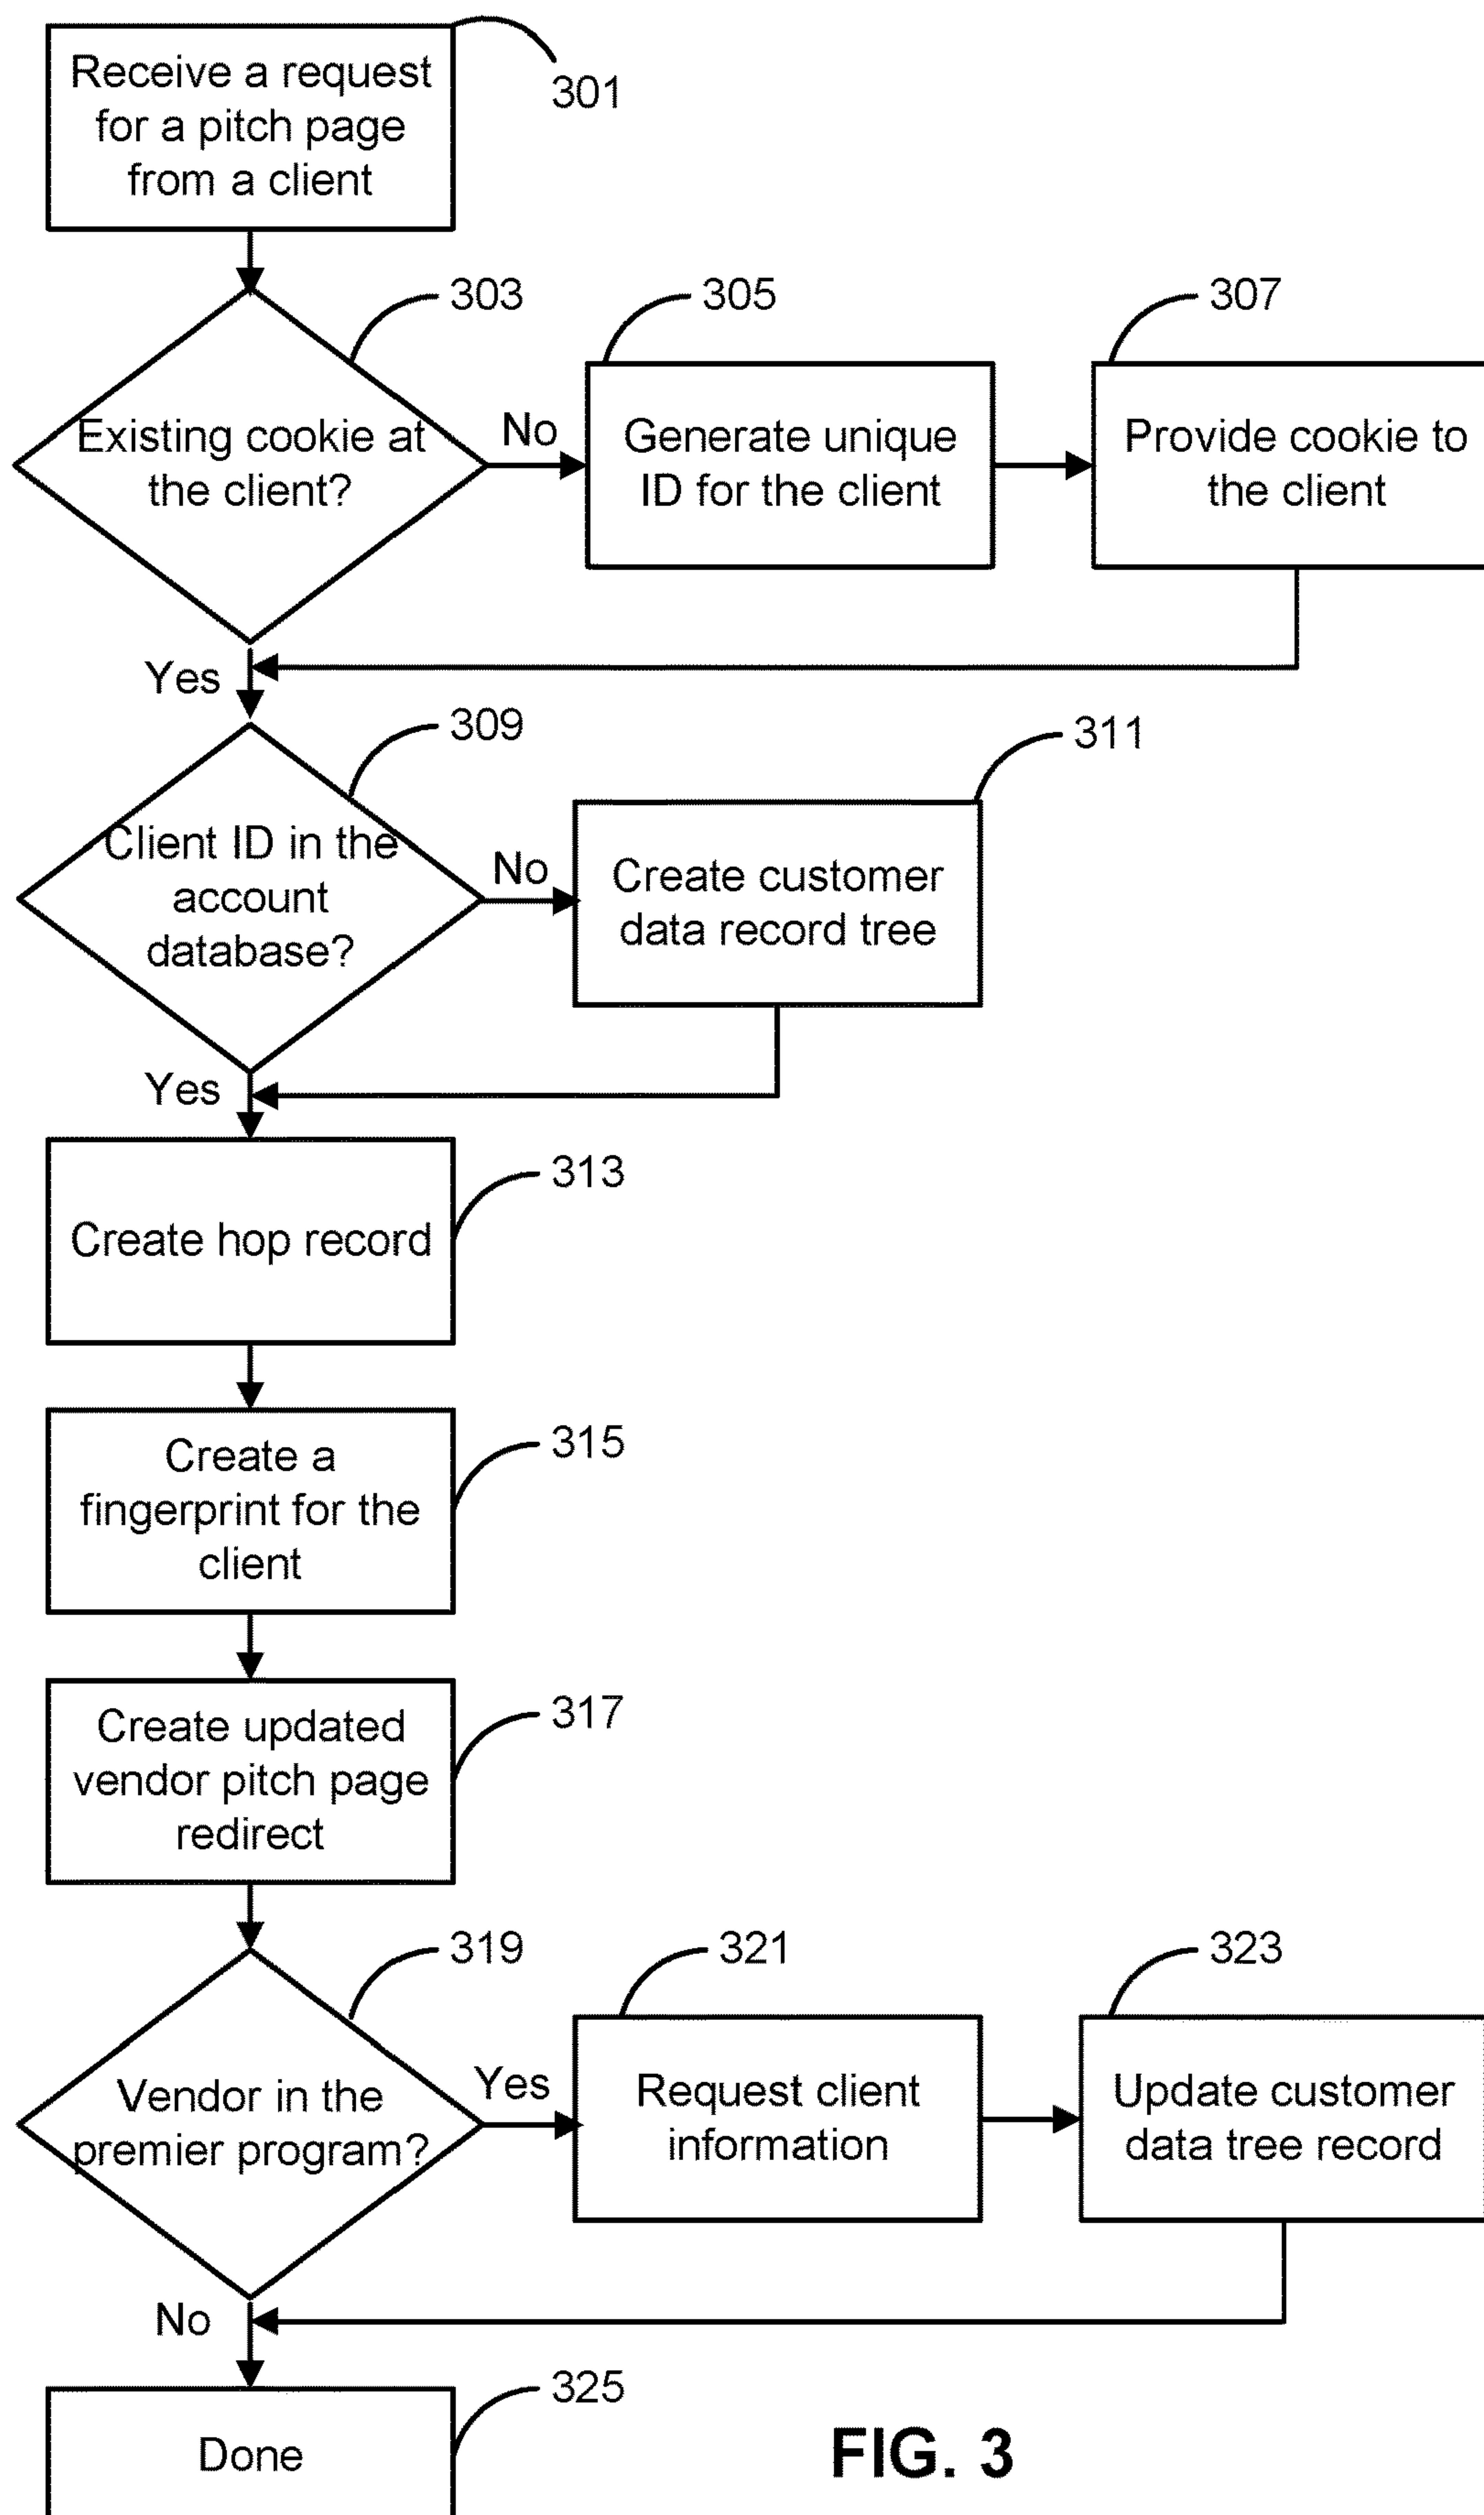 Receive a request
for a pitch page
from a client
301
303
305
307
Existing cookie at
the client?
No
Generate unique
ID for the client
Provide cookie to
the client
Yes
309
311
Client ID in the
account
database?
No
Create customer
data record tree
Yes
313
Create hop record
315
Create a
fingerprint for the
client
317
Create updated
vendor pitch page
redirect
319
321
323
Vendor in the
premier program?
Yes
Request client
information
Update customer
data tree record
No
325
Done
FIG. 3